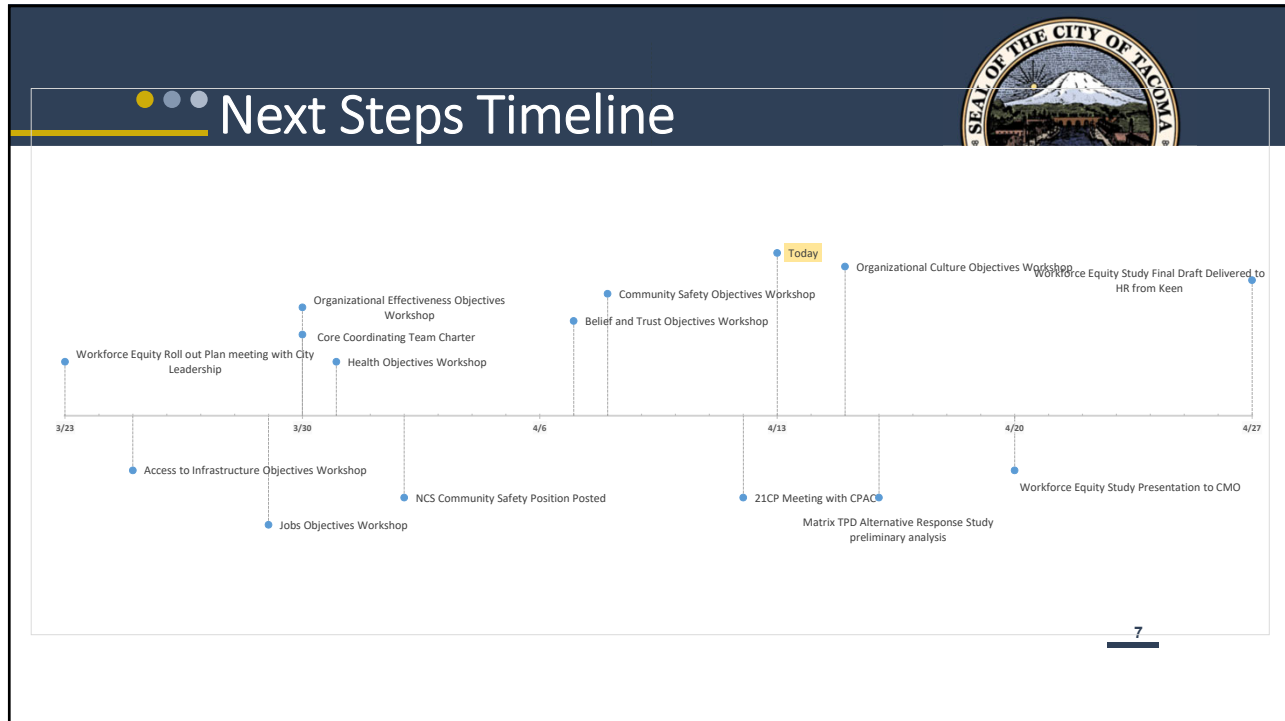 SEAL OF THE CITY OF TACOMA
Next Steps Timeline
Today
Organizational Culture Objectives Workshop
Workforce Equity Study Final Draft Delivered to
HR from Keen
Community Safety Objectives Workshop
Organizational Effectiveness Objectives
Workshop
Belief and Trust Objectives Workshop
Core Coordinating Team Charter
Workforce Equity Roll out Plan meeting with City
Leadership
Health Objectives Workshop
3/23
3/30
4/6
4/13
4/20
4/27
Access to Infrastructure Objectives Workshop
Workforce Equity Study Presentation to CMO
NCS Community Safety Position Posted
21CP Meeting with CPAC
Jobs Objectives Workshop
Matrix TPD Alternative Response Study
preliminary analysis
7